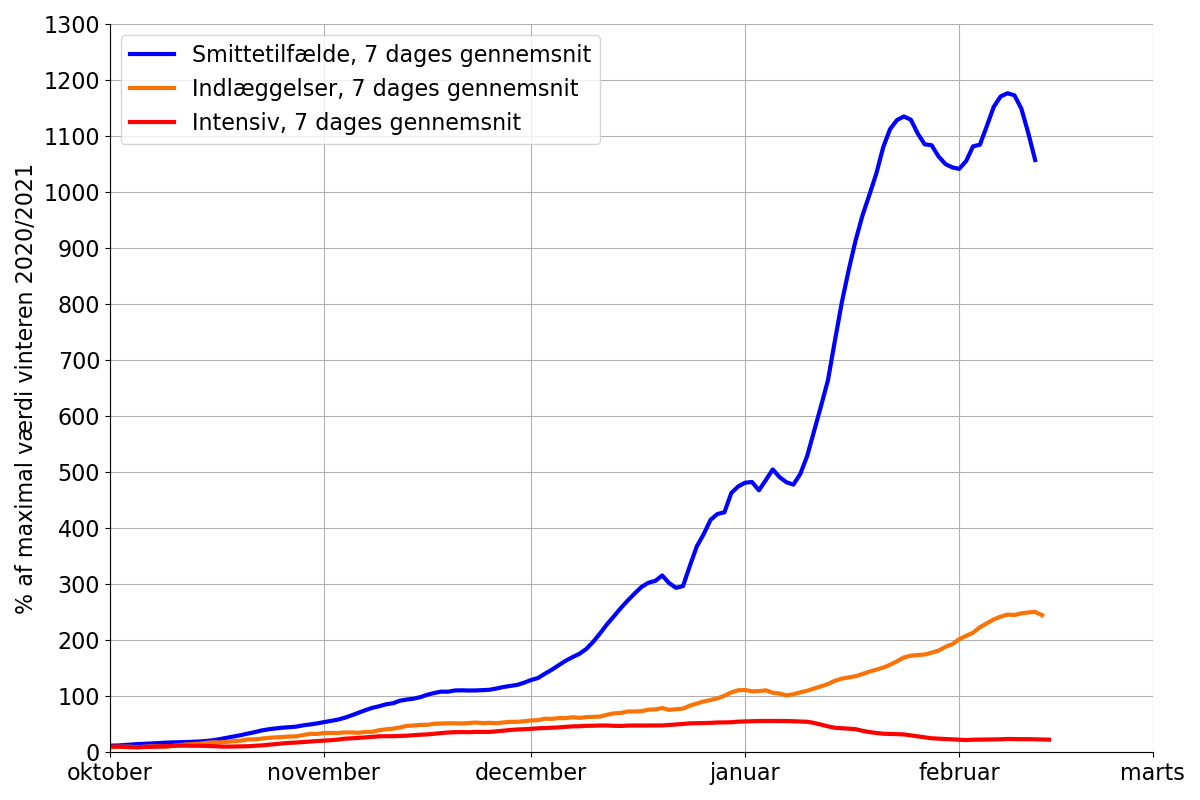 Smittetilfælde, 7 dages gennemsnit
Indlæggelser, 7 dages gennemsnit
Intensiv, 7 dages gennemsnit
% af maximal værdi vinteren 2020/2021
1300
1200
1100
1000
900
800
700
600
500
400
300
200
100
0
oktober november december januar februar marts